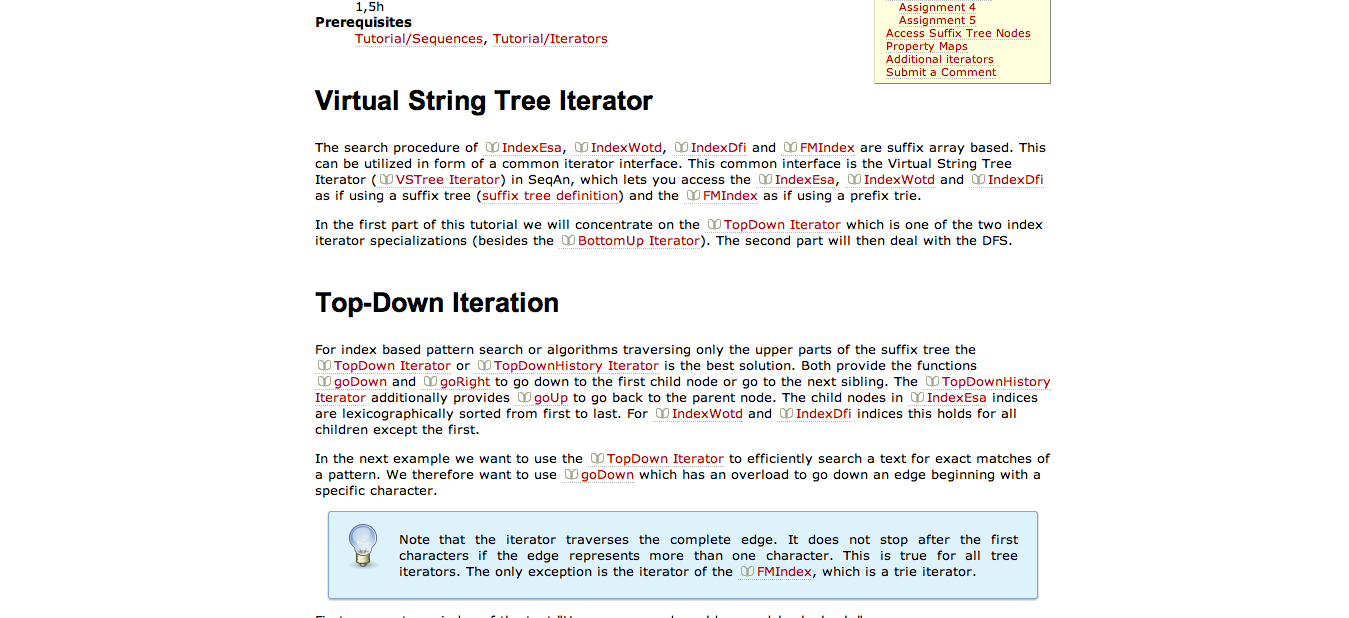 1,5h
Prerequisites
Tutorial/Sequences, Tutorial/Iterators
Assignment 4
Assignment 5
Access Suffix Tree Nodes
Property Maps
Additional iterators
Submit a Comment
Virtual String Tree Iterator
The search procedure of IndexEsa, IndexWotd, IndexDfi and FMIndex are suffix array based. This
can be utilized in form of a common iterator interface. This common interface is the Virtual String Tree
Iterator (VSTree Iterator) in SeqAn, which lets you access the IndexEsa, IndexWotd and IndexDfi
as if using a suffix tree (suffix tree definition) and the FMIndex as if using a prefix trie.
In the first part of this tutorial we will concentrate on the TopDown Iterator which is one of the two index
iterator specializations (besides the BottomUp Iterator). The second part will then deal with the DFS.
Top-Down Iteration
For index based pattern search or algorithms traversing only the upper parts of the suffix tree the
TopDown Iterator or TopDownHistory Iterator is the best solution. Both provide the functions
goDown and goRight to go down to the first child node or go to the next sibling. The TopDownHistory
Iterator additionally provides goUp to go back to the parent node. The child nodes in IndexEsa indices
are lexicographically sorted from first to last. For IndexWotd and IndexDfi indices this holds for all
children except the first.
In the next example we want to use the TopDown Iterator to efficiently search a text for exact matches of
a pattern. We therefore want to use goDown which has an overload to go down an edge beginning with a
specific character.
Note that the iterator traverses the complete edge. It does not stop after the first
characters if the edge represents more than one character. This is true for all tree
iterators. The only exception is the iterator of the FMIndex, which is a trie iterator.